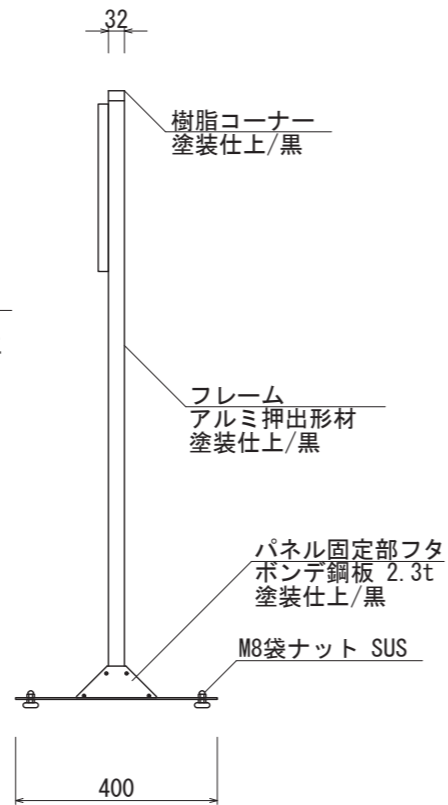 32
樹脂コーナー
塗装仕上/黒
フレーム
アルミ押出形材
塗装仕上/黒
パネル固定部フタ
ボンデ鋼板 2.3t
塗装仕上/黒
M8袋ナット SUS
400